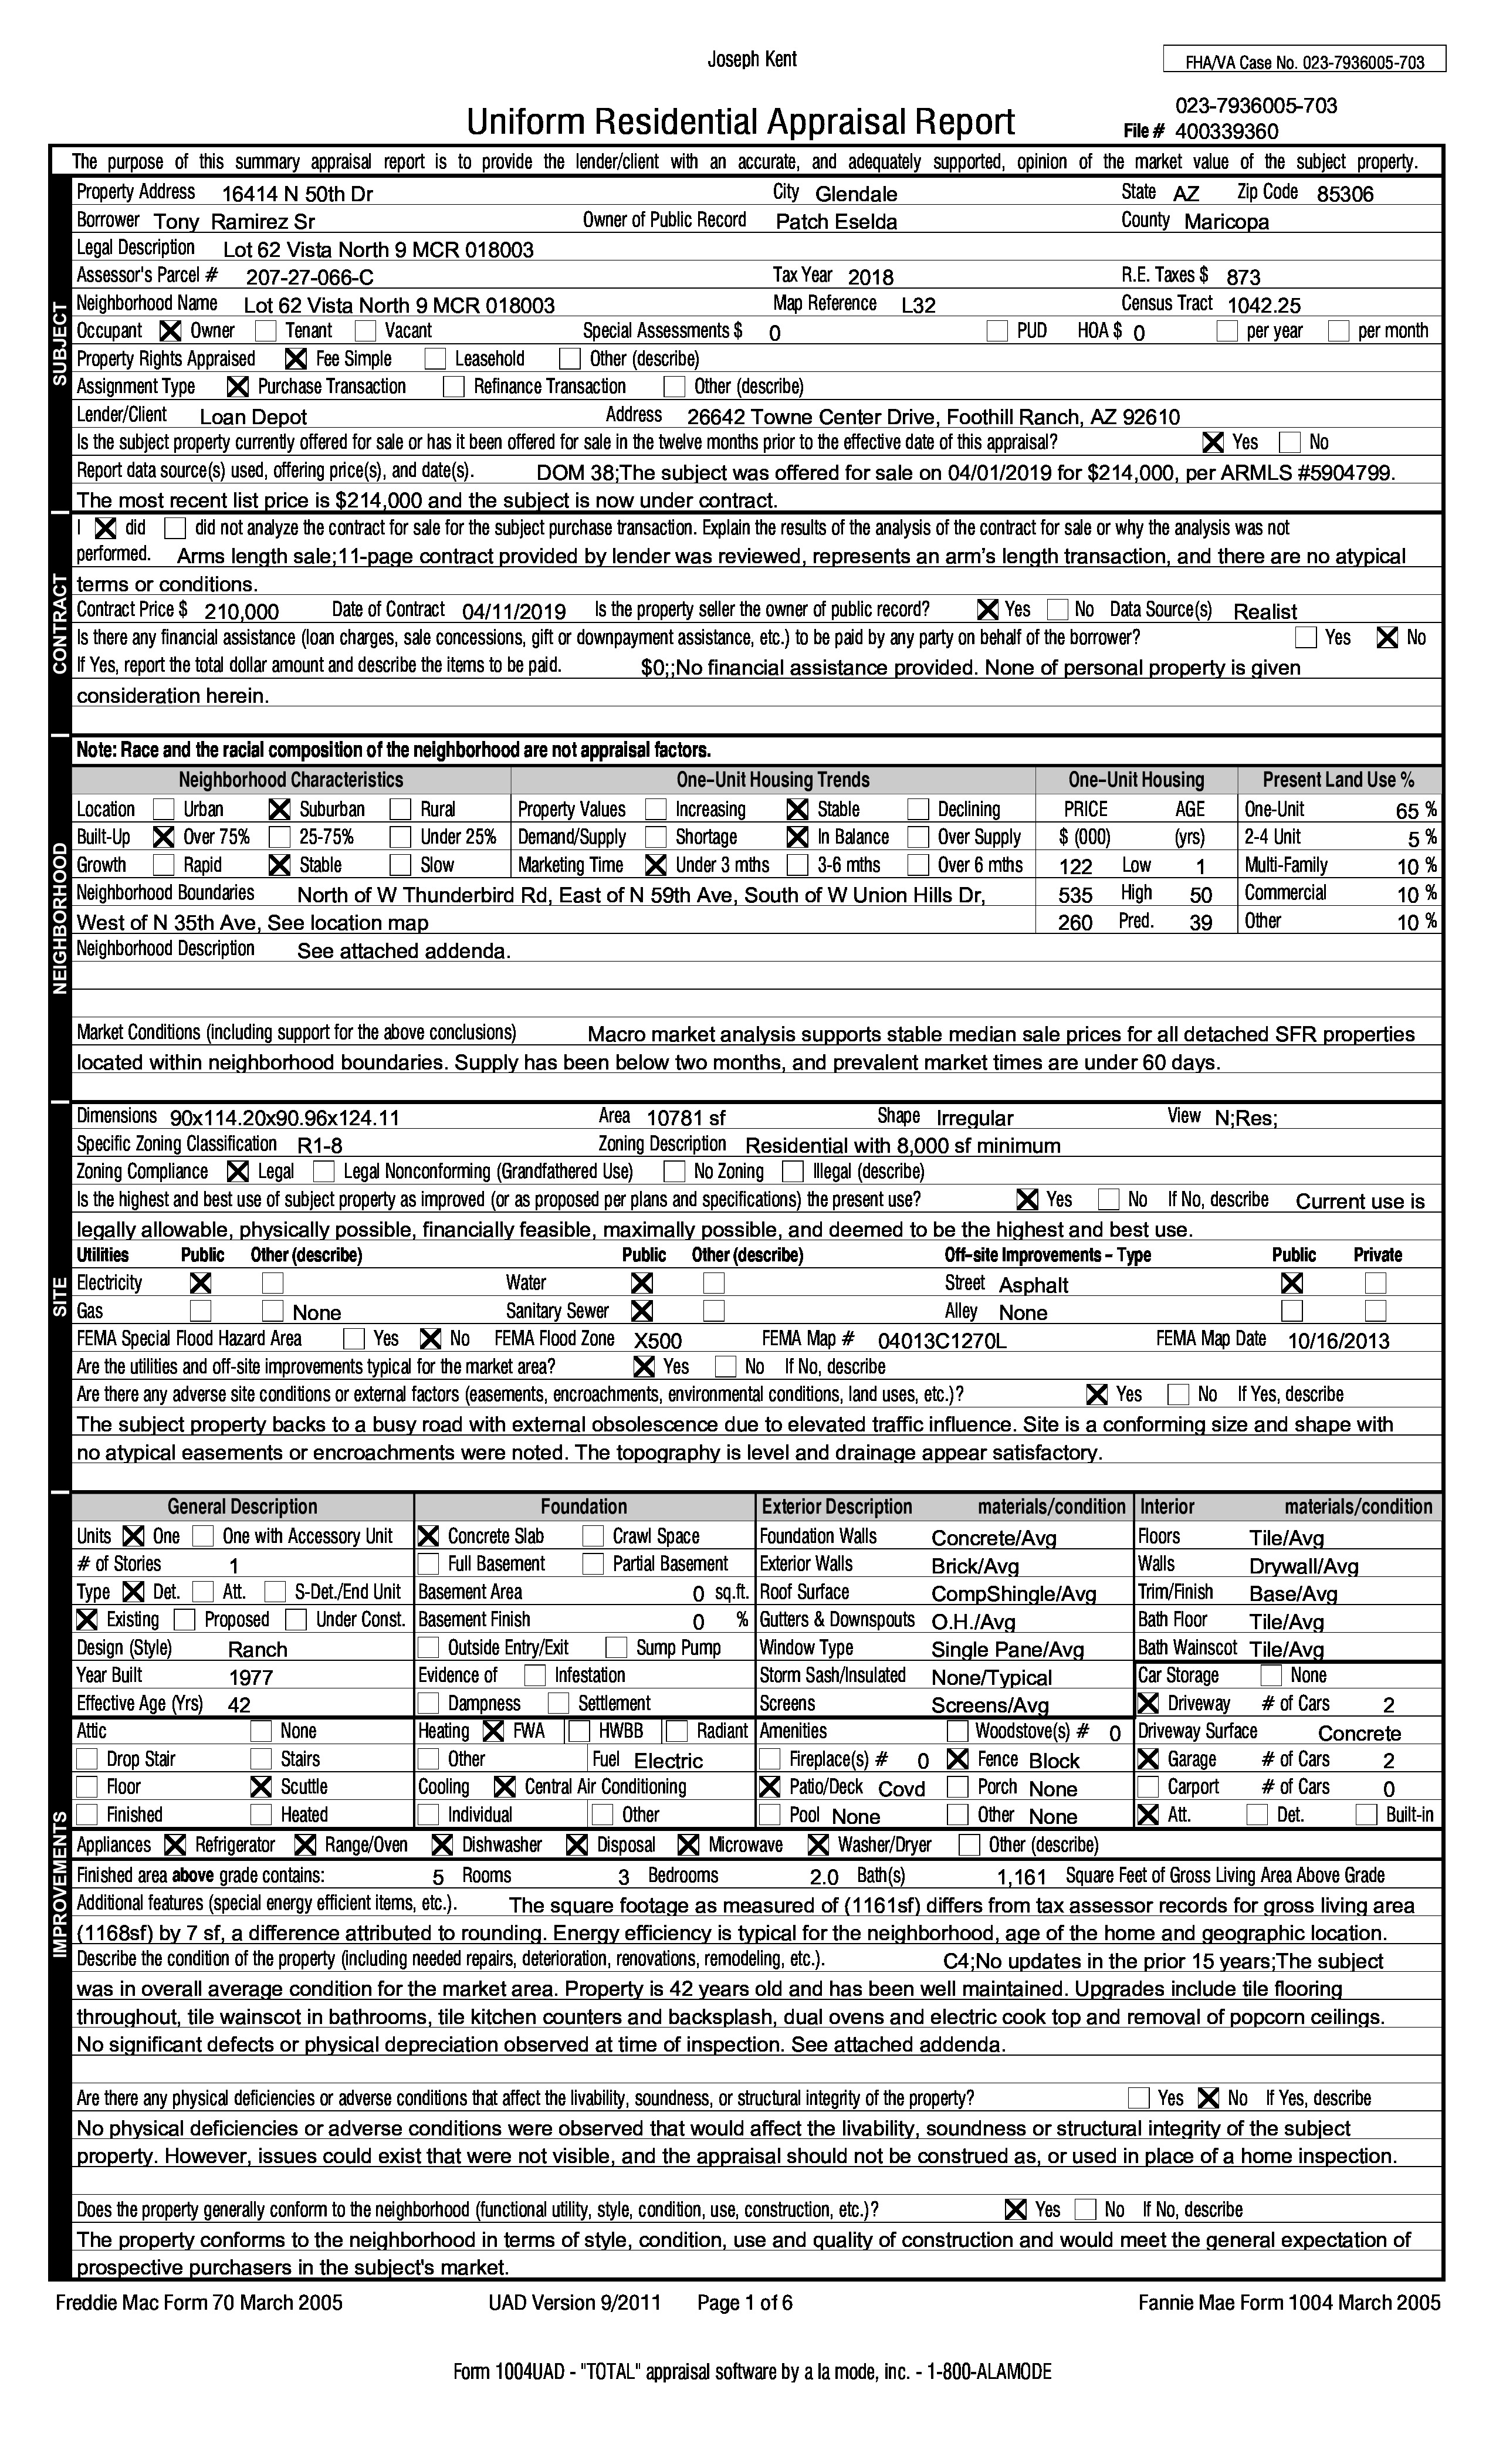 Joseph Kent
FHA/VA Case No. 023-7936005-703
023-7936005-703
Uniform Residential Appraisal Report File # 400339360
The purpose of this summary appraisal report is to provide the lender/client with an accurate, and adequately supported, opinion of the market value of the subject property.
SUBJECT
Property Address 16414 N 50th Dr City Glendale State AZ Zip Code 85306
Borrower Tony Ramirez Sr Owner of Public Record Patch Eselda County Maricopa
Legal Description Lot 62 Vista North 9 MCR 018003
Assessor's Parcel # 207-27-066-C Tax Year 2018 R.E. Taxes $ 873
Neighborhood Name Lot 62 Vista North 9 MCR 018003 Map Reference L32 Census Tract 1042.25
Occupant Owner Tenant Vacant Special Assessments $ 0 PUD HOA $ 0 per year per month
Property Rights Appraised Fee Simple Leasehold Other (describe)
Assignment Type Purchase Transaction Refinance Transaction Other (describe)
Lender/Client Loan Depot Address 26642 Towne Center Drive, Foothill Ranch, AZ 92610
Is the subject property currently offered for sale or has it been offered for sale in the twelve months prior to the effective date of this appraisal? Yes No
Report data source(s) used, offering price(s), and date(s). DOM 38;The subject was offered for sale on 04/01/2019 for $214,000, per ARMLS #5904799.
The most recent list price is $214,000 and the subject is now under contract.
CONTRACT
I did did not analyze the contract for sale for the subject purchase transaction. Explain the results of the analysis of the contract for sale or why the analysis was not
performed. Arms length sale;11-page contract provided by lender was reviewed, represents an arm's length transaction, and there are no atypical
terms or conditions.
Contract Price $ 210,000 Date of Contract 04/11/2019 Is the property seller the owner of public record? Yes No Data Source(s) Realist
Is there any financial assistance (loan charges, sale concessions, gift or downpayment assistance, etc.) to be paid by any party on behalf of the borrower? Yes No
If Yes, report the total dollar amount and describe the items to be paid. $0;;No financial assistance provided. None of personal property is given
consideration herein.
NEIGHBORHOOD
Note: Race and the racial composition of the neighborhood are not appraisal factors.
Neighborhood Characteristics One-Unit Housing Trends One-Unit Housing Present Land Use %
Location Urban Suburban Rural Property Values Increasing Stable Declining PRICE AGE One-Unit 65 %
Built-Up Over 75% 25-75% Under 25% Demand/Supply Shortage In Balance Over Supply $ (000) (yrs) 2-4 Unit 5 %
Growth Rapid Stable Slow Marketing Time Under 3 mths 3-6 mths Over 6 mths 122 Low 1 Multi-Family 10 %
Neighborhood Boundaries North of W Thunderbird Rd, East of N 59th Ave, South of W Union Hills Dr, 535 High 50 Commercial 10 %
West of N 35th Ave, See location map 260 Pred. 39 Other 10 %
Neighborhood Description See attached addenda.
Market Conditions (including support for the above conclusions) Macro market analysis supports stable median sale prices for all detached SFR properties
located within neighborhood boundaries. Supply has been below two months, and prevalent market times are under 60 days.
SITE
Dimensions 90x114.20x90.96x124.11 Area 10781 sf Shape Irregular View N;Res;
Specific Zoning Classification R1-8 Zoning Description Residential with 8,000 sf minimum
Zoning Compliance Legal Legal Nonconforming (Grandfathered Use) No Zoning Illegal (describe)
Is the highest and best use of subject property as improved (or as proposed per plans and specifications) the present use? Yes No If No, describe Current use is
legally allowable, physically possible, financially feasible, maximally possible, and deemed to be the highest and best use.
Utilities Public Other (describe) Public Other (describe) Off-site Improvements - Type Public Private
Electricity Water Street Asphalt
Gas None Sanitary Sewer Alley None
FEMA Special Flood Hazard Area Yes No FEMA Flood Zone X500 FEMA Map # 04013C1270L FEMA Map Date 10/16/2013
Are the utilities and off-site improvements typical for the market area? Yes No If No, describe
Are there any adverse site conditions or external factors (easements, encroachments, environmental conditions, land uses, etc.)? Yes No If Yes, describe
The subject property backs to a busy road with external obsolescence due to elevated traffic influence. Site is a conforming size and shape with
no atypical easements or encroachments were noted. The topography is level and drainage appear satisfactory.
IMPROVEMENTS
General Description Foundation Exterior Description materials/condition Interior materials/condition
Units One One with Accessory Unit Concrete Slab Crawl Space Foundation Walls Concrete/Avg Floors Tile/Avg
# of Stories 1 Full Basement Partial Basement Exterior Walls Brick/Avg Walls Drywall/Avg
Type Det. Att. S-Det./End Unit Basement Area 0 sq.ft. Roof Surface CompShingle/Avg Trim/Finish Base/Avg
Existing Proposed Under Const. Basement Finish 0 % Gutters & Downspouts O.H./Avg Bath Floor Tile/Avg
Design (Style) Ranch Outside Entry/Exit Sump Pump Window Type Single Pane/Avg Bath Wainscot Tile/Avg
Year Built 1977 Evidence of Infestation Storm Sash/Insulated None/Typical Car Storage None
Effective Age (Yrs) 42 Dampness Settlement Screens Screens/Avg Driveway # of Cars 2
Attic None Heating FWA HWBB Radiant Amenities Woodstove(s) # 0 Driveway Surface Concrete
Drop Stair Stairs Other Fuel Electric Fireplace(s) # 0 Fence Block Garage # of Cars 2
Floor Scuttle Cooling Central Air Conditioning Patio/Deck Covd Porch None Carport # of Cars 0
Finished Heated Individual Other Pool None Other None Att. Det. Built-in
Appliances Refrigerator Range/Oven Dishwasher Disposal Microwave Washer/Dryer Other (describe)
Finished area above grade contains: 5 Rooms 3 Bedrooms 2.0 Bath(s) 1,161 Square Feet of Gross Living Area Above Grade
Additional features (special energy efficient items, etc.). The square footage as measured of (1161sf) differs from tax assessor records for gross living area
(1168sf) by 7 sf, a difference attributed to rounding. Energy efficiency is typical for the neighborhood, age of the home and geographic location.
Describe the condition of the property (including needed repairs, deterioration, renovations, remodeling, etc.). C4;No updates in the prior 15 years;The subject
was in overall average condition for the market area. Property is 42 years old and has been well maintained. Upgrades include tile flooring
throughout, tile wainscot in bathrooms, tile kitchen counters and backsplash, dual ovens and electric cook top and removal of popcorn ceilings.
No significant defects or physical depreciation observed at time of inspection. See attached addenda.
Are there any physical deficiencies or adverse conditions that affect the livability, soundness, or structural integrity of the property? Yes No If Yes, describe
No physical deficiencies or adverse conditions were observed that would affect the livability, soundness or structural integrity of the subject
property. However, issues could exist that were not visible, and the appraisal should not be construed as, or used in place of a home inspection.
Does the property generally conform to the neighborhood (functional utility, style, condition, use, construction, etc.)? Yes No If No, describe
The property conforms to the neighborhood in terms of style, condition, use and quality of construction and would meet the general expectation of
prospective purchasers in the subject's market.
Freddie Mac Form 70 March 2005 UAD Version 9/2011 Page 1 of 6 Fannie Mae Form 1004 March 2005
Form 1004UAD - "TOTAL" appraisal software by a la mode, inc. - 1-800-ALAMODE